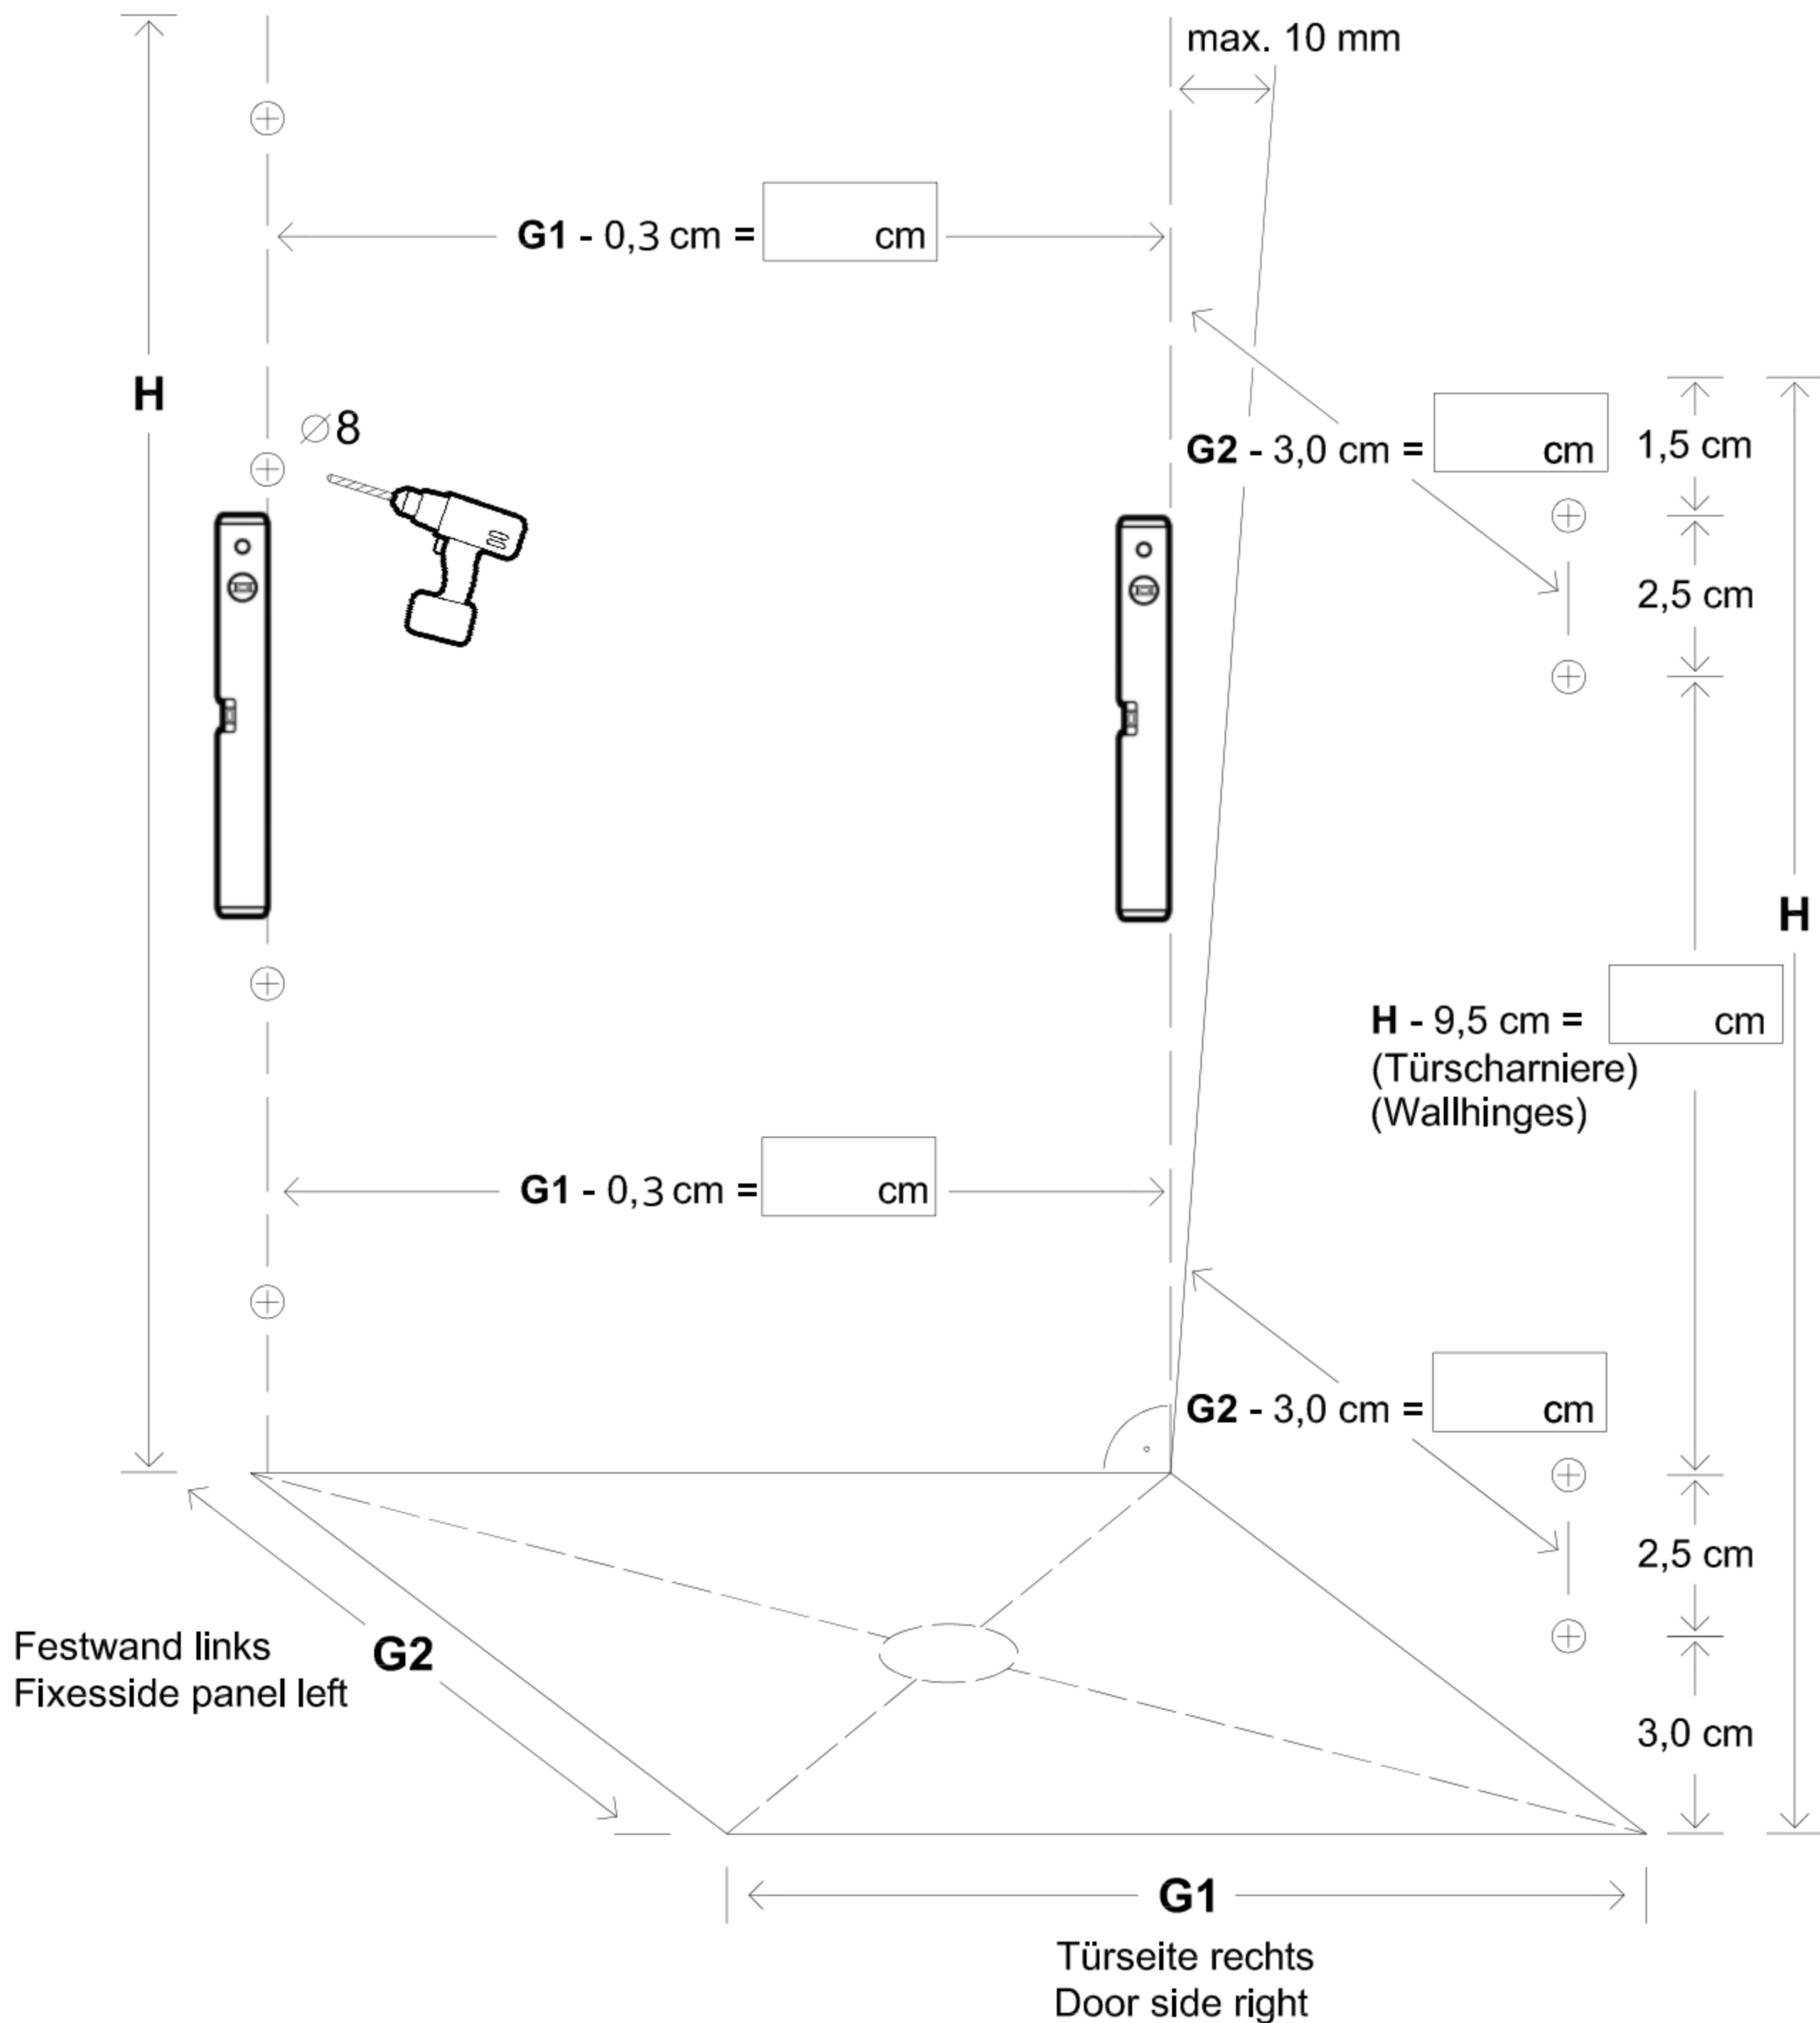 max. 10 mm
G1 - 0,3 cm = cm
H
⌀8
G2 - 3,0 cm = cm
1,5 cm
2,5 cm
H
H - 9,5 cm = cm
(Türscharniere)
(Wallhinges)
G1 - 0,3 cm = cm
G2 - 3,0 cm = cm
2,5 cm
Festwand links
Fixesside panel left
G2
3,0 cm
G1
Türseite rechts
Door side right